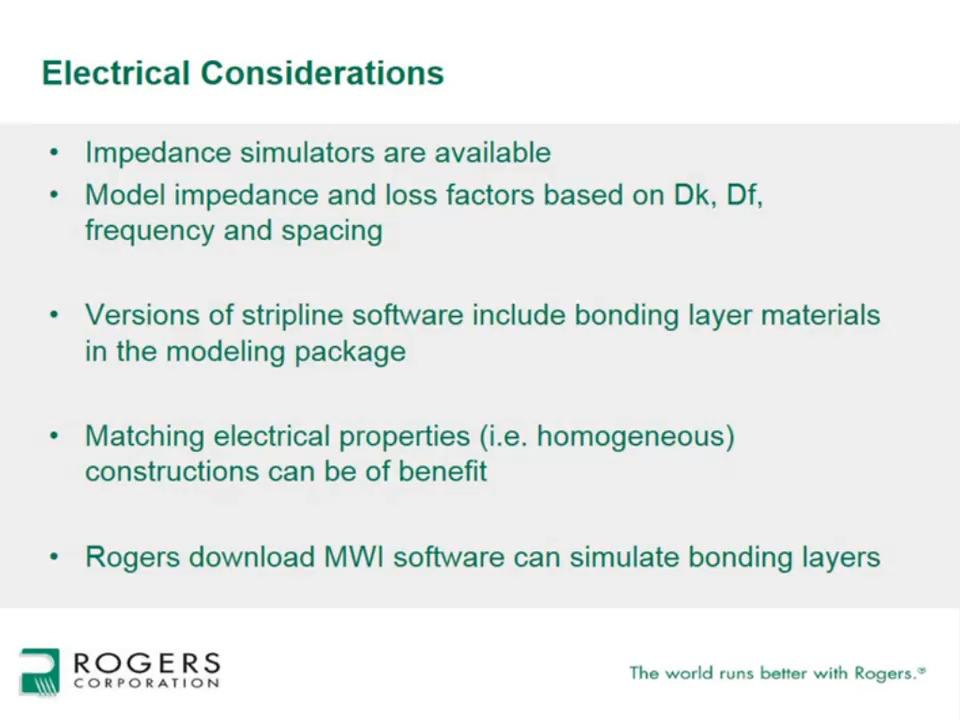 Electrical Considerations
• Impedance simulators are available
• Model impedance and loss factors based on Dk, Df,
frequency and spacing
• Versions of stripline software include bonding layer materials
in the modeling package
• Matching electrical properties (i.e. homogeneous)
constructions can be of benefit
• Rogers download MWI software can simulate bonding layers
ROGERS
CORPORATION
The world runs better with Rogers.®